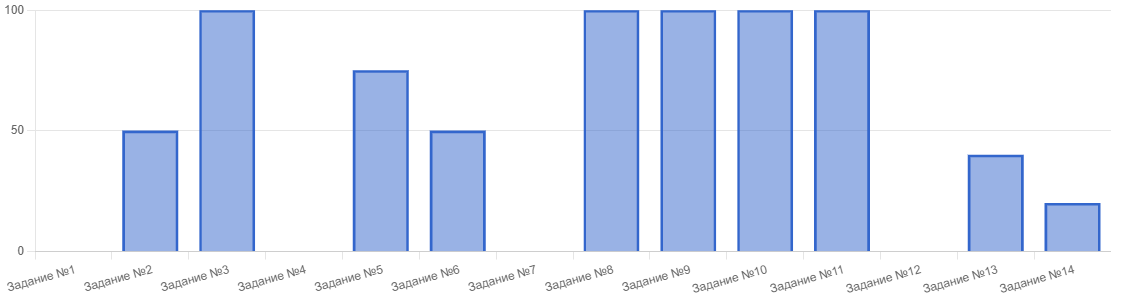 100
50
0
Задание №1
Задание №2
Задание №3
Задание №4
Задание №5
Задание №6
Задание №7
Задание №8
Задание №9
Задание №10
Задание №11
Задание №12
Задание №13
Задание №14